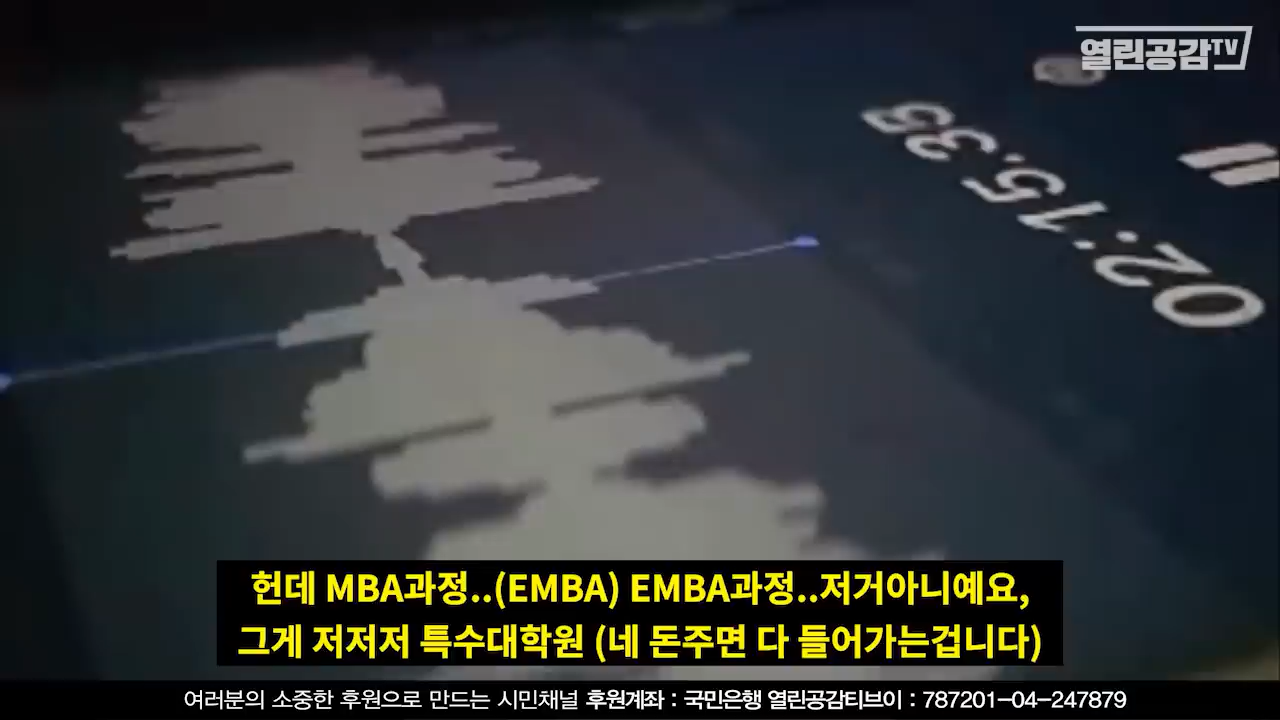 열린공감TV
02:15.35
헌데 MBA과정..(EMBA) EMBA과정..저거아니예요,
그게 저저저 특수대학원 (네 돈주면 다 들어가는겁니다)
여러분의 소중한 후원으로 만드는 시민채널 후원계좌 : 국민은행 열린공감티브이 : 787201-04-247879